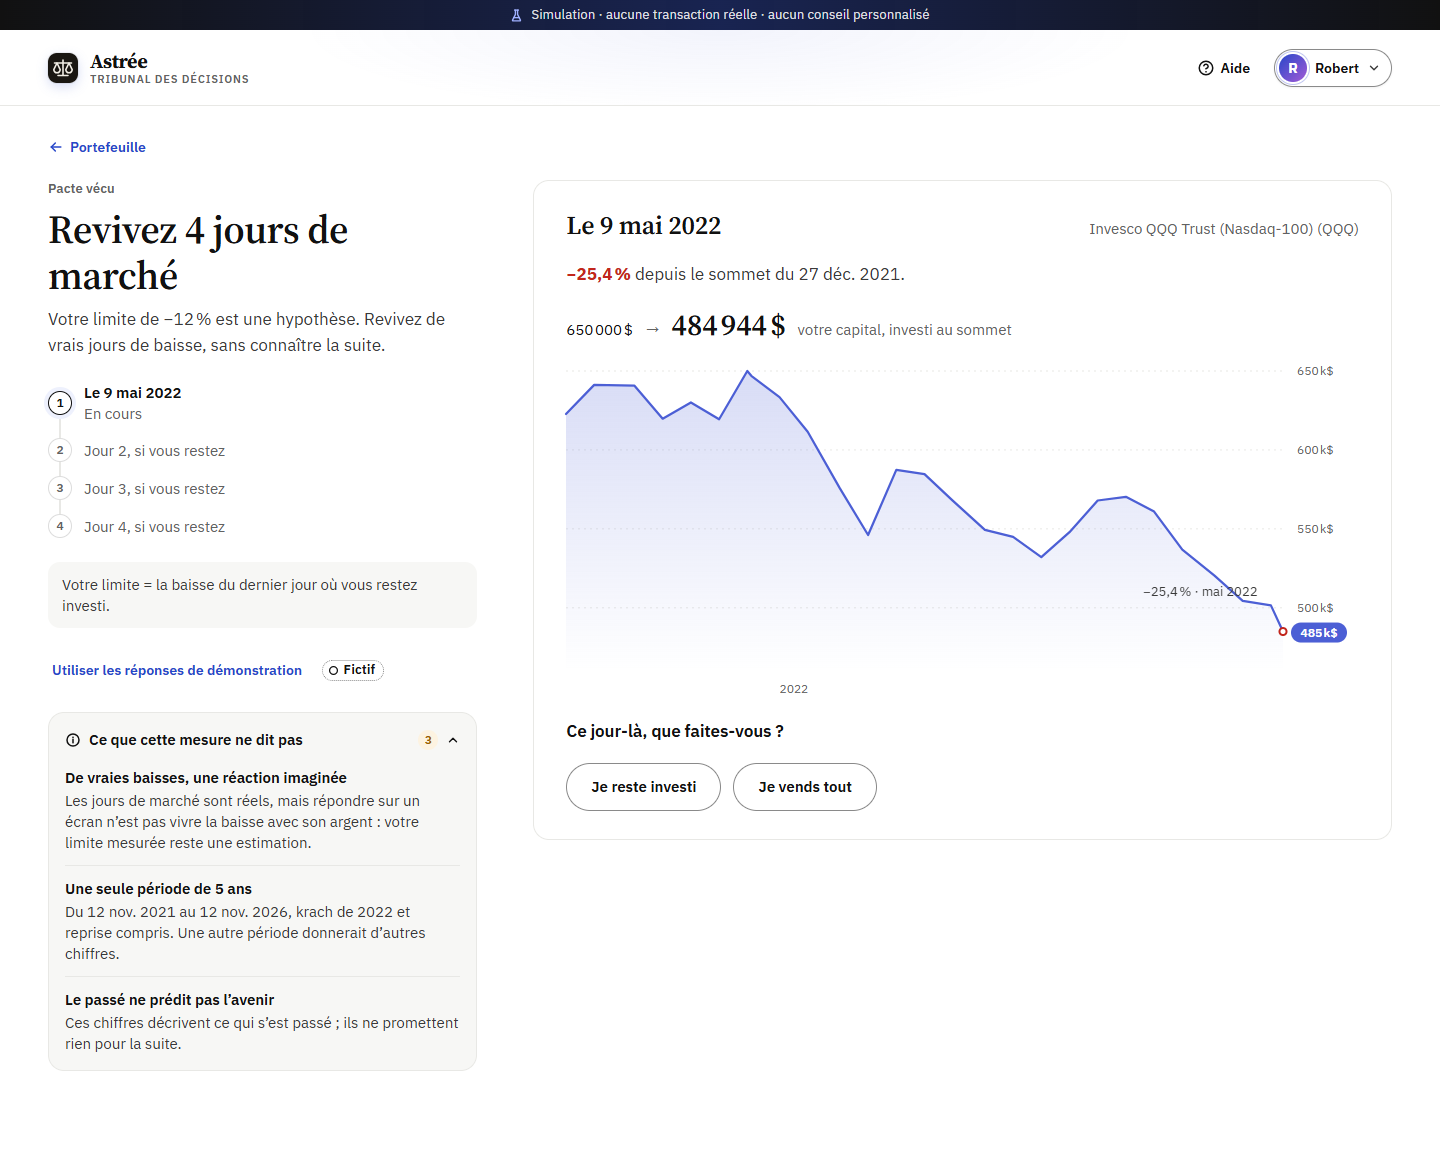 Simulation · aucune transaction réelle · aucun conseil personnalisé
Astrée
TRIBUNAL DES DÉCISIONS
Aide
R
Robert
Portefeuille
Pacte vécu
Revivez 4 jours de
marché
Votre limite de −12 % est une hypothèse. Revivez de
vrais jours de baisse, sans connaître la suite.
1
Le 9 mai 2022
En cours
2
Jour 2, si vous restez
3
Jour 3, si vous restez
4
Jour 4, si vous restez
Votre limite = la baisse du dernier jour où vous restez
investi.
Utiliser les réponses de démonstration
Fictif
Ce que cette mesure ne dit pas
3
De vraies baisses, une réaction imaginée
Les jours de marché sont réels, mais répondre sur un
écran n’est pas vivre la baisse avec son argent : votre
limite mesurée reste une estimation.
Une seule période de 5 ans
Du 12 nov. 2021 au 12 nov. 2026, krach de 2022 et
reprise compris. Une autre période donnerait d’autres
chiffres.
Le passé ne prédit pas l’avenir
Ces chiffres décrivent ce qui s’est passé ; ils ne promettent
rien pour la suite.
Le 9 mai 2022
Invesco QQQ Trust (Nasdaq-100) (QQQ)
−25,4 % depuis le sommet du 27 déc. 2021.
650 000 $ → 484 944 $ votre capital, investi au sommet
650 k$
600 k$
550 k$
−25,4 % · mai 2022
500 k$
485 k$
2022
Ce jour-là, que faites-vous ?
Je reste investi
Je vends tout